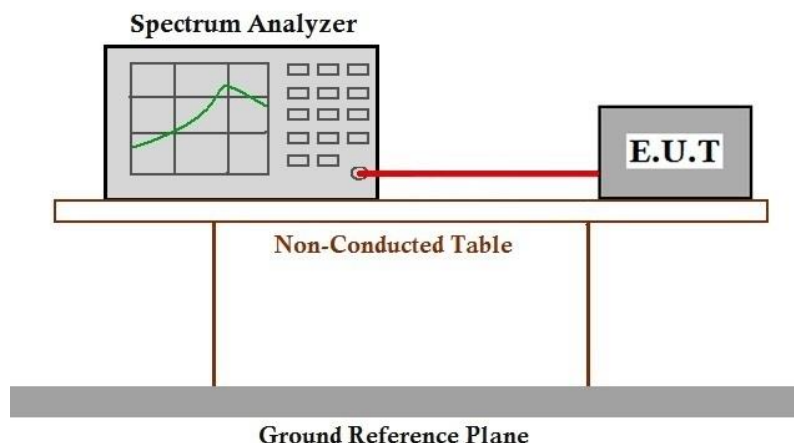 Spectrum Analyzer
E.U.T
Non-Conducted Table
Ground Reference Plane